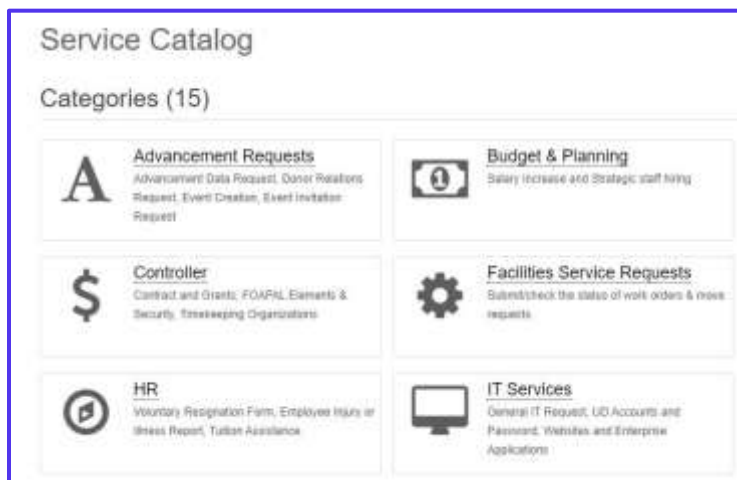 Service Catalog
Categories (15)
Advancement Requests
Advancement Data Request, Donor Relations
Request, Event Creation, Event Invitation
Request
Budget & Planning
Salary Increase and Strategic staff hiring
Controller
Contract and Grants, FOAPAL Elements &
Security, Timekeeping Organizations
Facilities Service Requests
Submit/check the status of work orders & move
requests
HR
Voluntary Resignation Form, Employee Injury or
Illness Report, Tuition Assistance
IT Services
General IT Request, UD Accounts and
Password, Websites and Enterprise
Applications